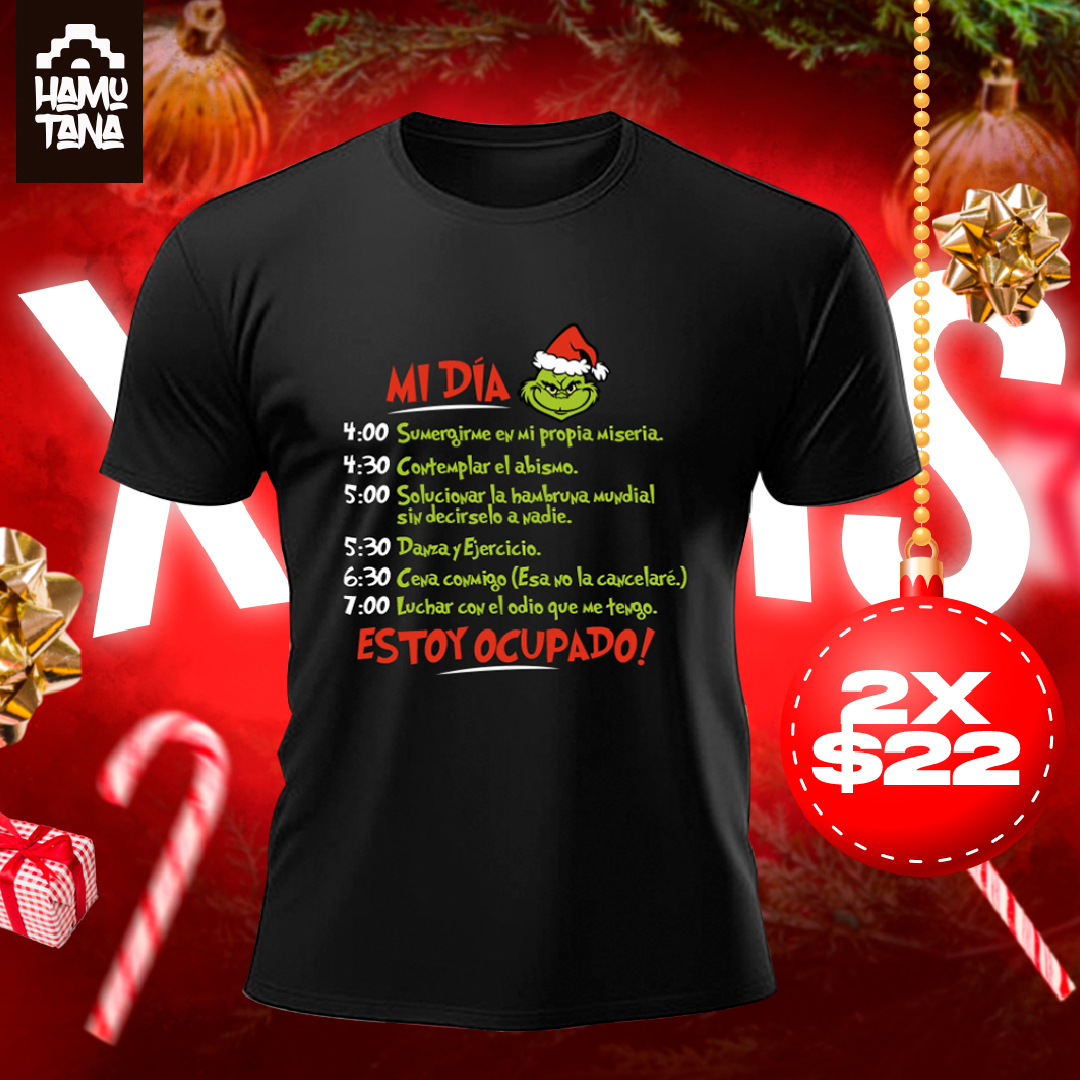 HAMU
TANA
XMAS
MI DÍA
4:00 Sumergirme en mi propia miseria.
4:30 Contemplar el abismo.
5:00 Solucionar la hambruna mundial
sin decirselo a nadie.
5:30 Danza y Ejercicio.
6:30 Cena conmigo (Esa no la cancelaré.)
7:00 Luchar con el odio que me tengo.
ESTOY OCUPADO!
2X
$22